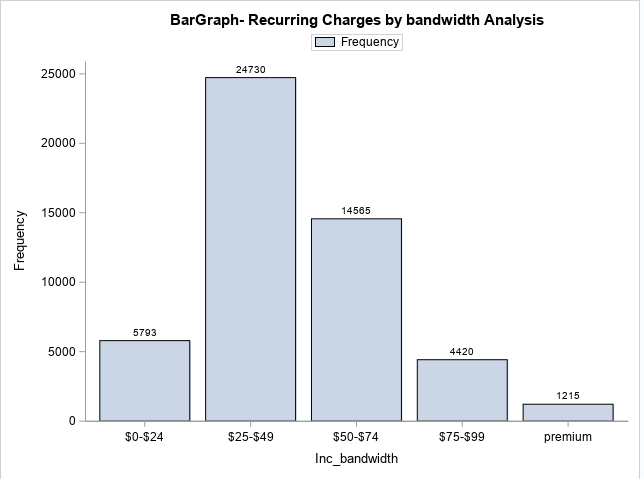 BarGraph- Recurring Charges by bandwidth Analysis
Frequency
24730
25000
20000
14565
15000
10000
5793
5000
4420
1215
0
Frequency
$0-$24 $25-$49 $50-$74 $75-$99 premium
Inc_bandwidth